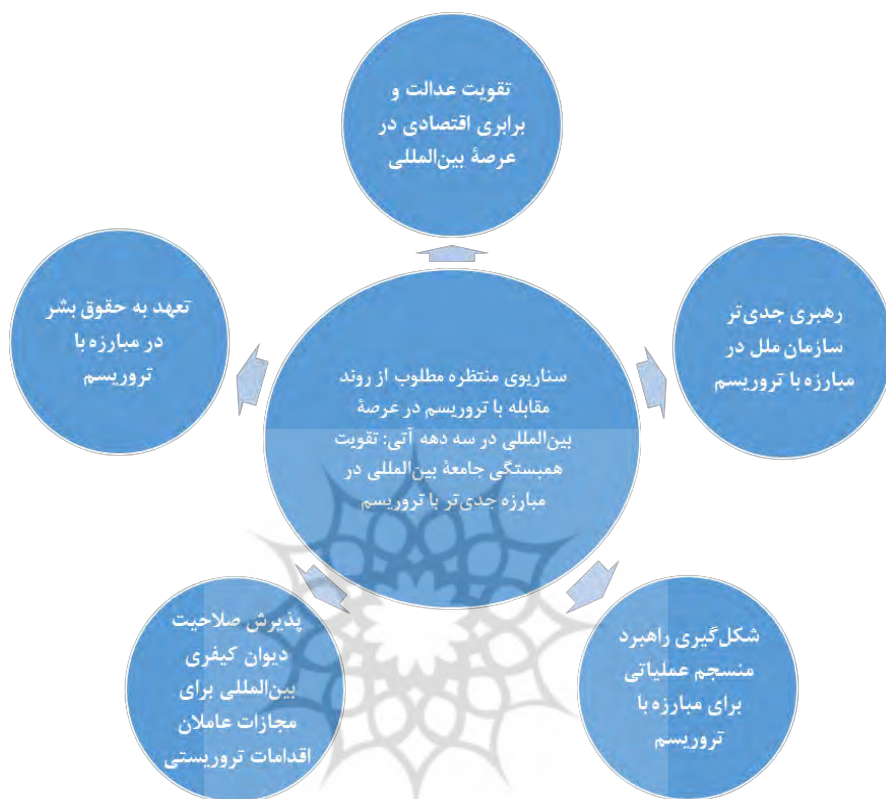 تقویت عدالت و
برابری اقتصادی در
عرصهٔ بین‌المللی
رهبری جدی‌تر
سازمان ملل در
مبارزه با تروریسم
تعهد به حقوق بشر
در مبارزه با
تروریسم
سناریوی منتظره مطلوب از روند
مقابله با تروریسم در عرصهٔ
بین‌المللی در سه دهه آتی: تقویت
همبستگی جامعهٔ بین‌المللی در
مبارزه جدی‌تر با تروریسم
شکل‌گیری راهبرد
منسجم عملیاتی
برای مبارزه با
تروریسم
پذیرش صلاحیت
دیوان کیفری
بین‌المللی برای
مجازات عاملان
اقدامات تروریستی